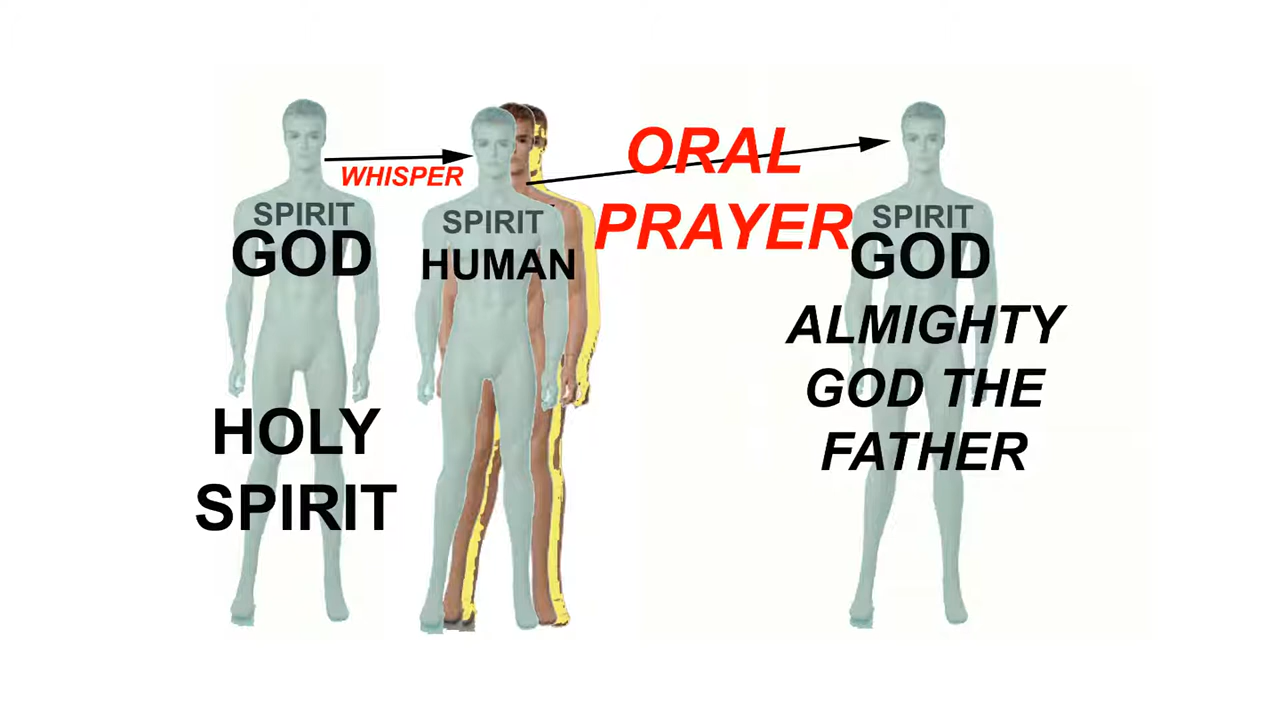 WHISPER
ORAL
PRAYER
SPIRIT
GOD
HOLY
SPIRIT
SPIRIT
HUMAN
SPIRIT
GOD
ALMIGHTY
GOD THE
FATHER